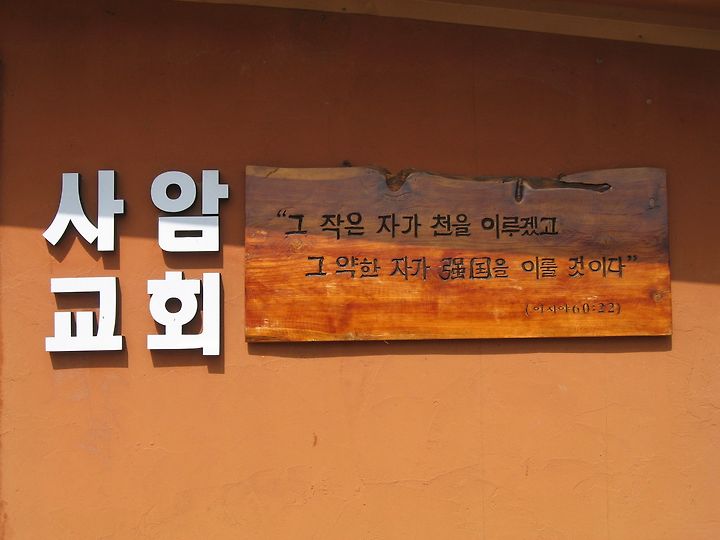 사암
교회
“그 작은 자가 천을 이루겠고
그 약한 자가 强国을 이룰 것이다”
(이사야60:22)